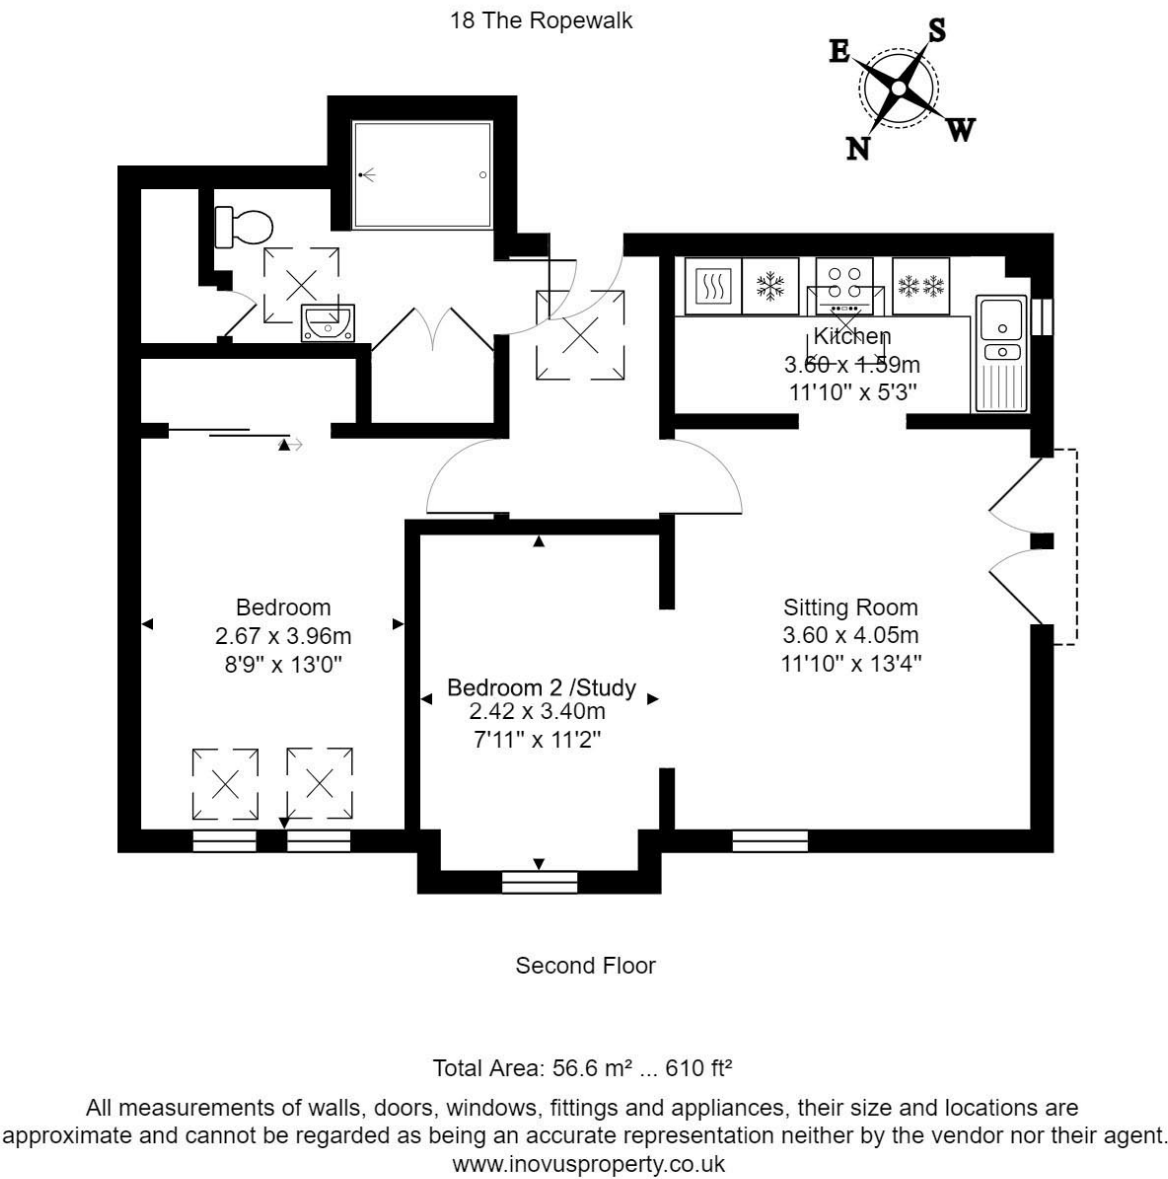 18 The Ropewalk
S
E
W
N
Kitchen
3.60 x 1.59m
11'10" x 5'3"
Bedroom
2.67 x 3.96m
8'9" x 13'0"
Sitting Room
3.60 x 4.05m
11'10" x 13'4"
Bedroom 2 /Study
2.42 x 3.40m
7'11" x 11'2"
Second Floor
Total Area: 56.6 m² ... 610 ft²
All measurements of walls, doors, windows, fittings and appliances, their size and locations are
approximate and cannot be regarded as being an accurate representation neither by the vendor nor their agent.
www.inovusproperty.co.uk